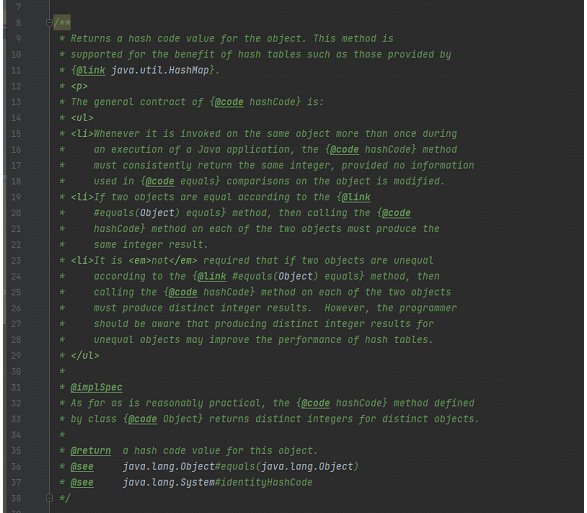 7
8 /**
9 * Returns a hash code value for the object. This method is
10 * supported for the benefit of hash tables such as those provided by
11 * {@link java.util.HashMap}.
12 * <p>
13 * The general contract of {@code hashCode} is:
14 * <ul>
15 * <li>Whenever it is invoked on the same object more than once during
16 *     an execution of a Java application, the {@code hashCode} method
17 *     must consistently return the same integer, provided no information
18 *     used in {@code equals} comparisons on the object is modified.
19 * <li>If two objects are equal according to the {@link
20 *     #equals(Object) equals} method, then calling the {@code
21 *     hashCode} method on each of the two objects must produce the
22 *     same integer result.
23 * <li>It is <em>not</em> required that if two objects are unequal
24 *     according to the {@link #equals(Object) equals} method, then
25 *     calling the {@code hashCode} method on each of the two objects
26 *     must produce distinct integer results.  However, the programmer
27 *     should be aware that producing distinct integer results for
28 *     unequal objects may improve the performance of hash tables.
29 * </ul>
30 *
31 * @implSpec
32 * As far as is reasonably practical, the {@code hashCode} method defined
33 * by class {@code Object} returns distinct integers for distinct objects.
34 *
35 * @return  a hash code value for this object.
36 * @see     java.lang.Object#equals(java.lang.Object)
37 * @see     java.lang.System#identityHashCode
38 */